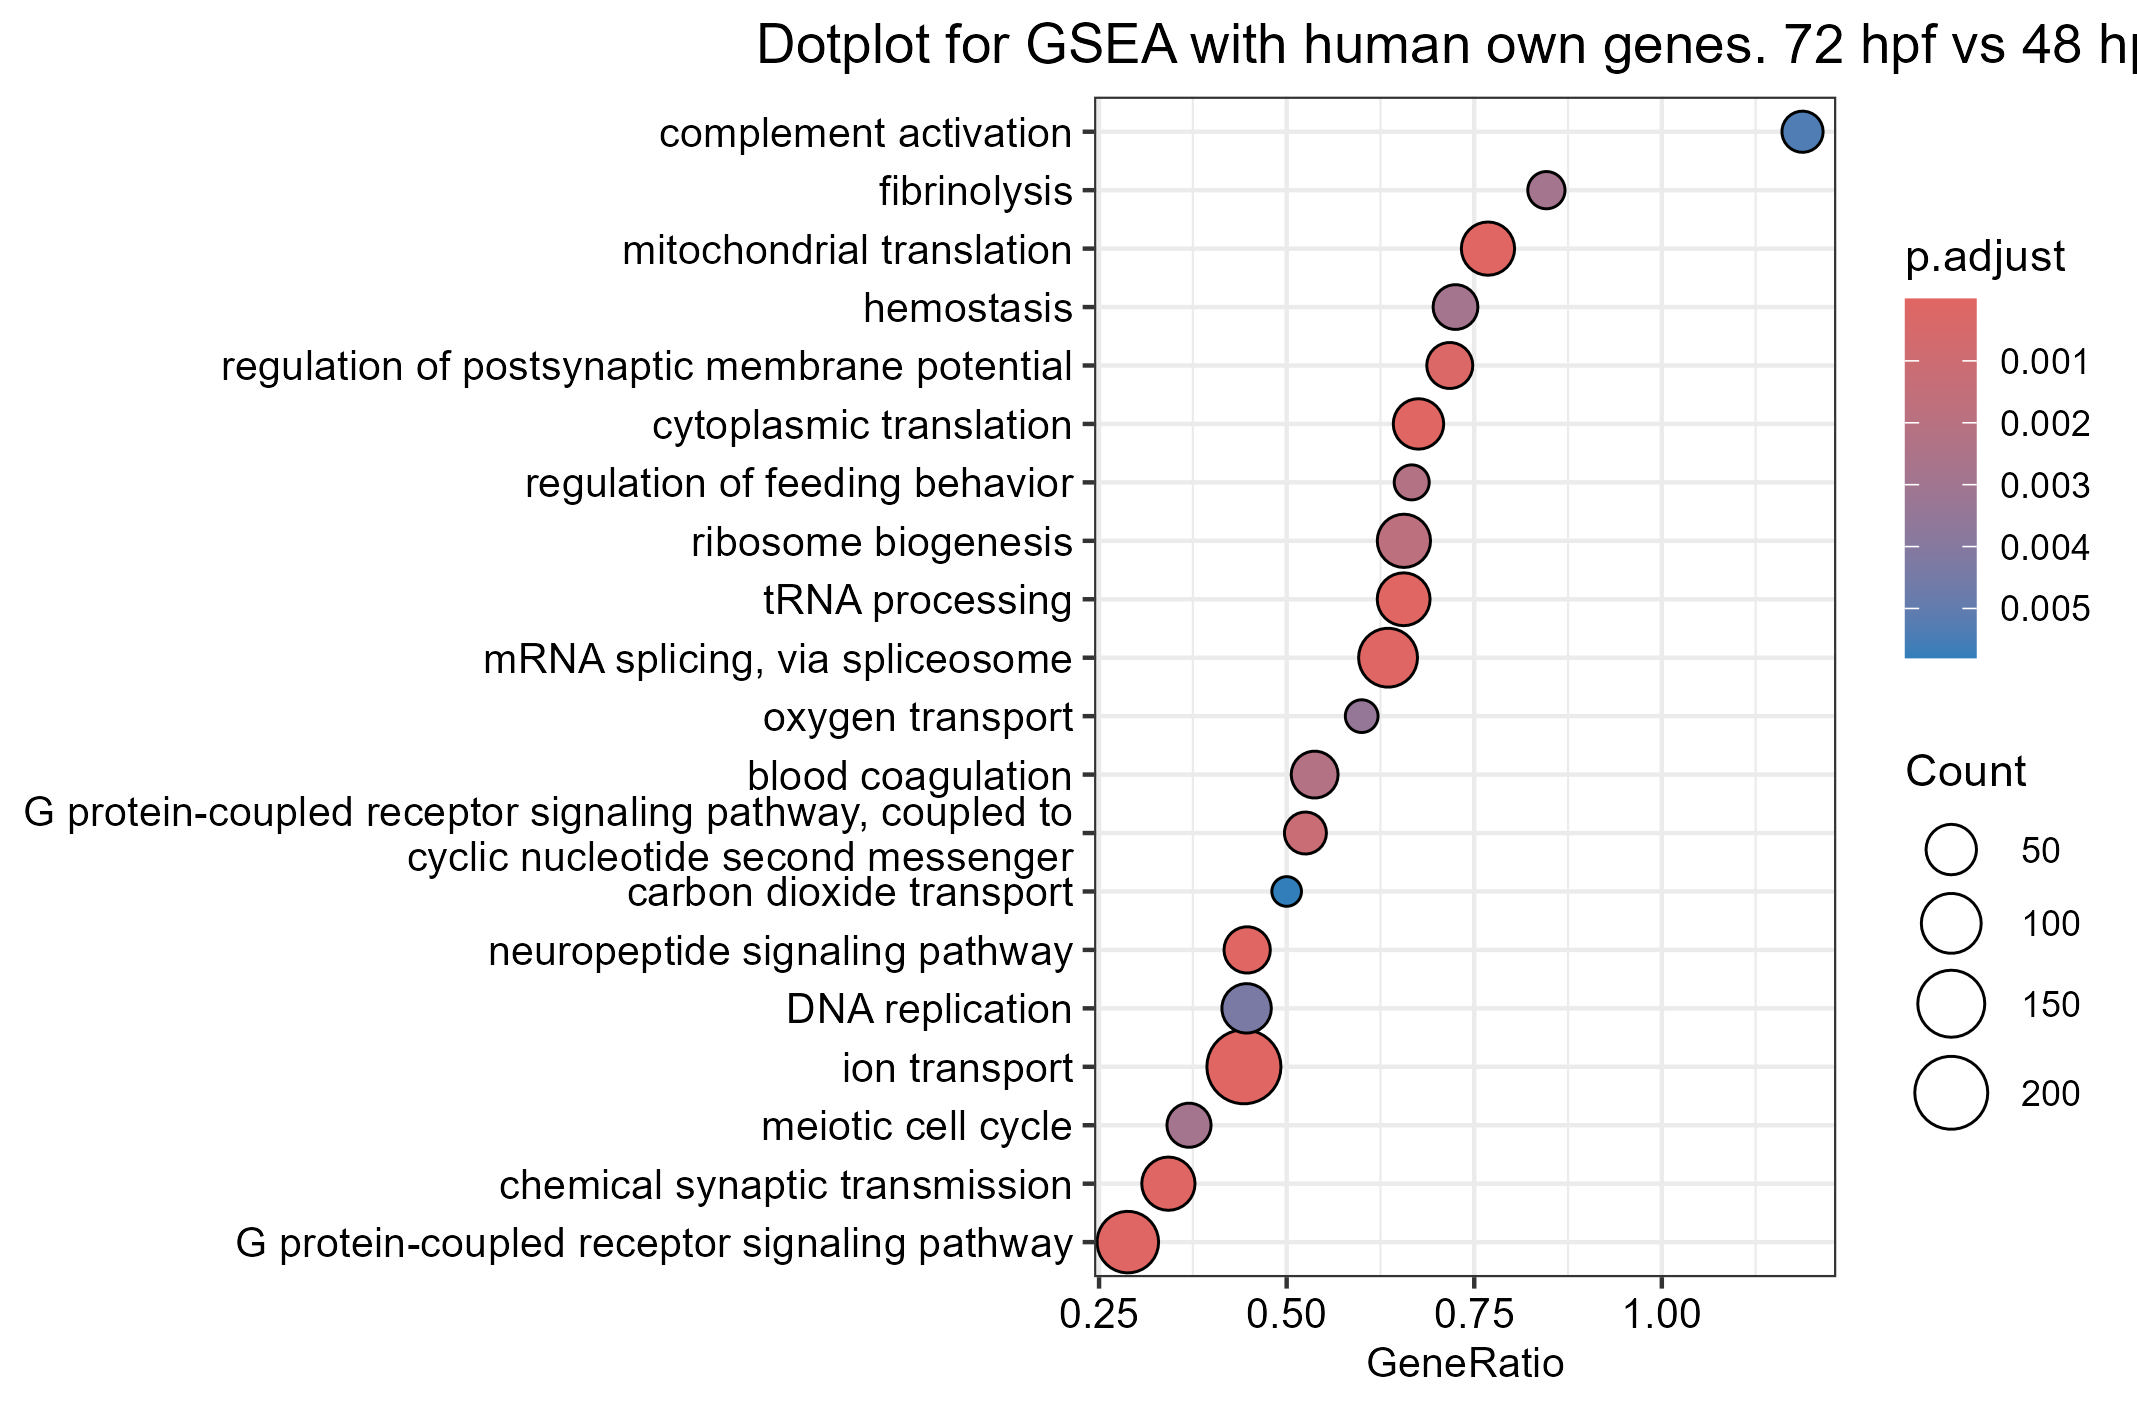 Dotplot for GSEA with human own genes. 72 hpf vs 48 hp
complement activation
fibrinolysis
mitochondrial translation
hemostasis
regulation of postsynaptic membrane potential
cytoplasmic translation
regulation of feeding behavior
ribosome biogenesis
tRNA processing
mRNA splicing, via spliceosome
oxygen transport
blood coagulation
G protein-coupled receptor signaling pathway, coupled to
cyclic nucleotide second messenger
carbon dioxide transport
neuropeptide signaling pathway
DNA replication
ion transport
meiotic cell cycle
chemical synaptic transmission
G protein-coupled receptor signaling pathway
0.25 0.50 0.75 1.00
GeneRatio
p.adjust
0.001
0.002
0.003
0.004
0.005
Count
50
100
150
200